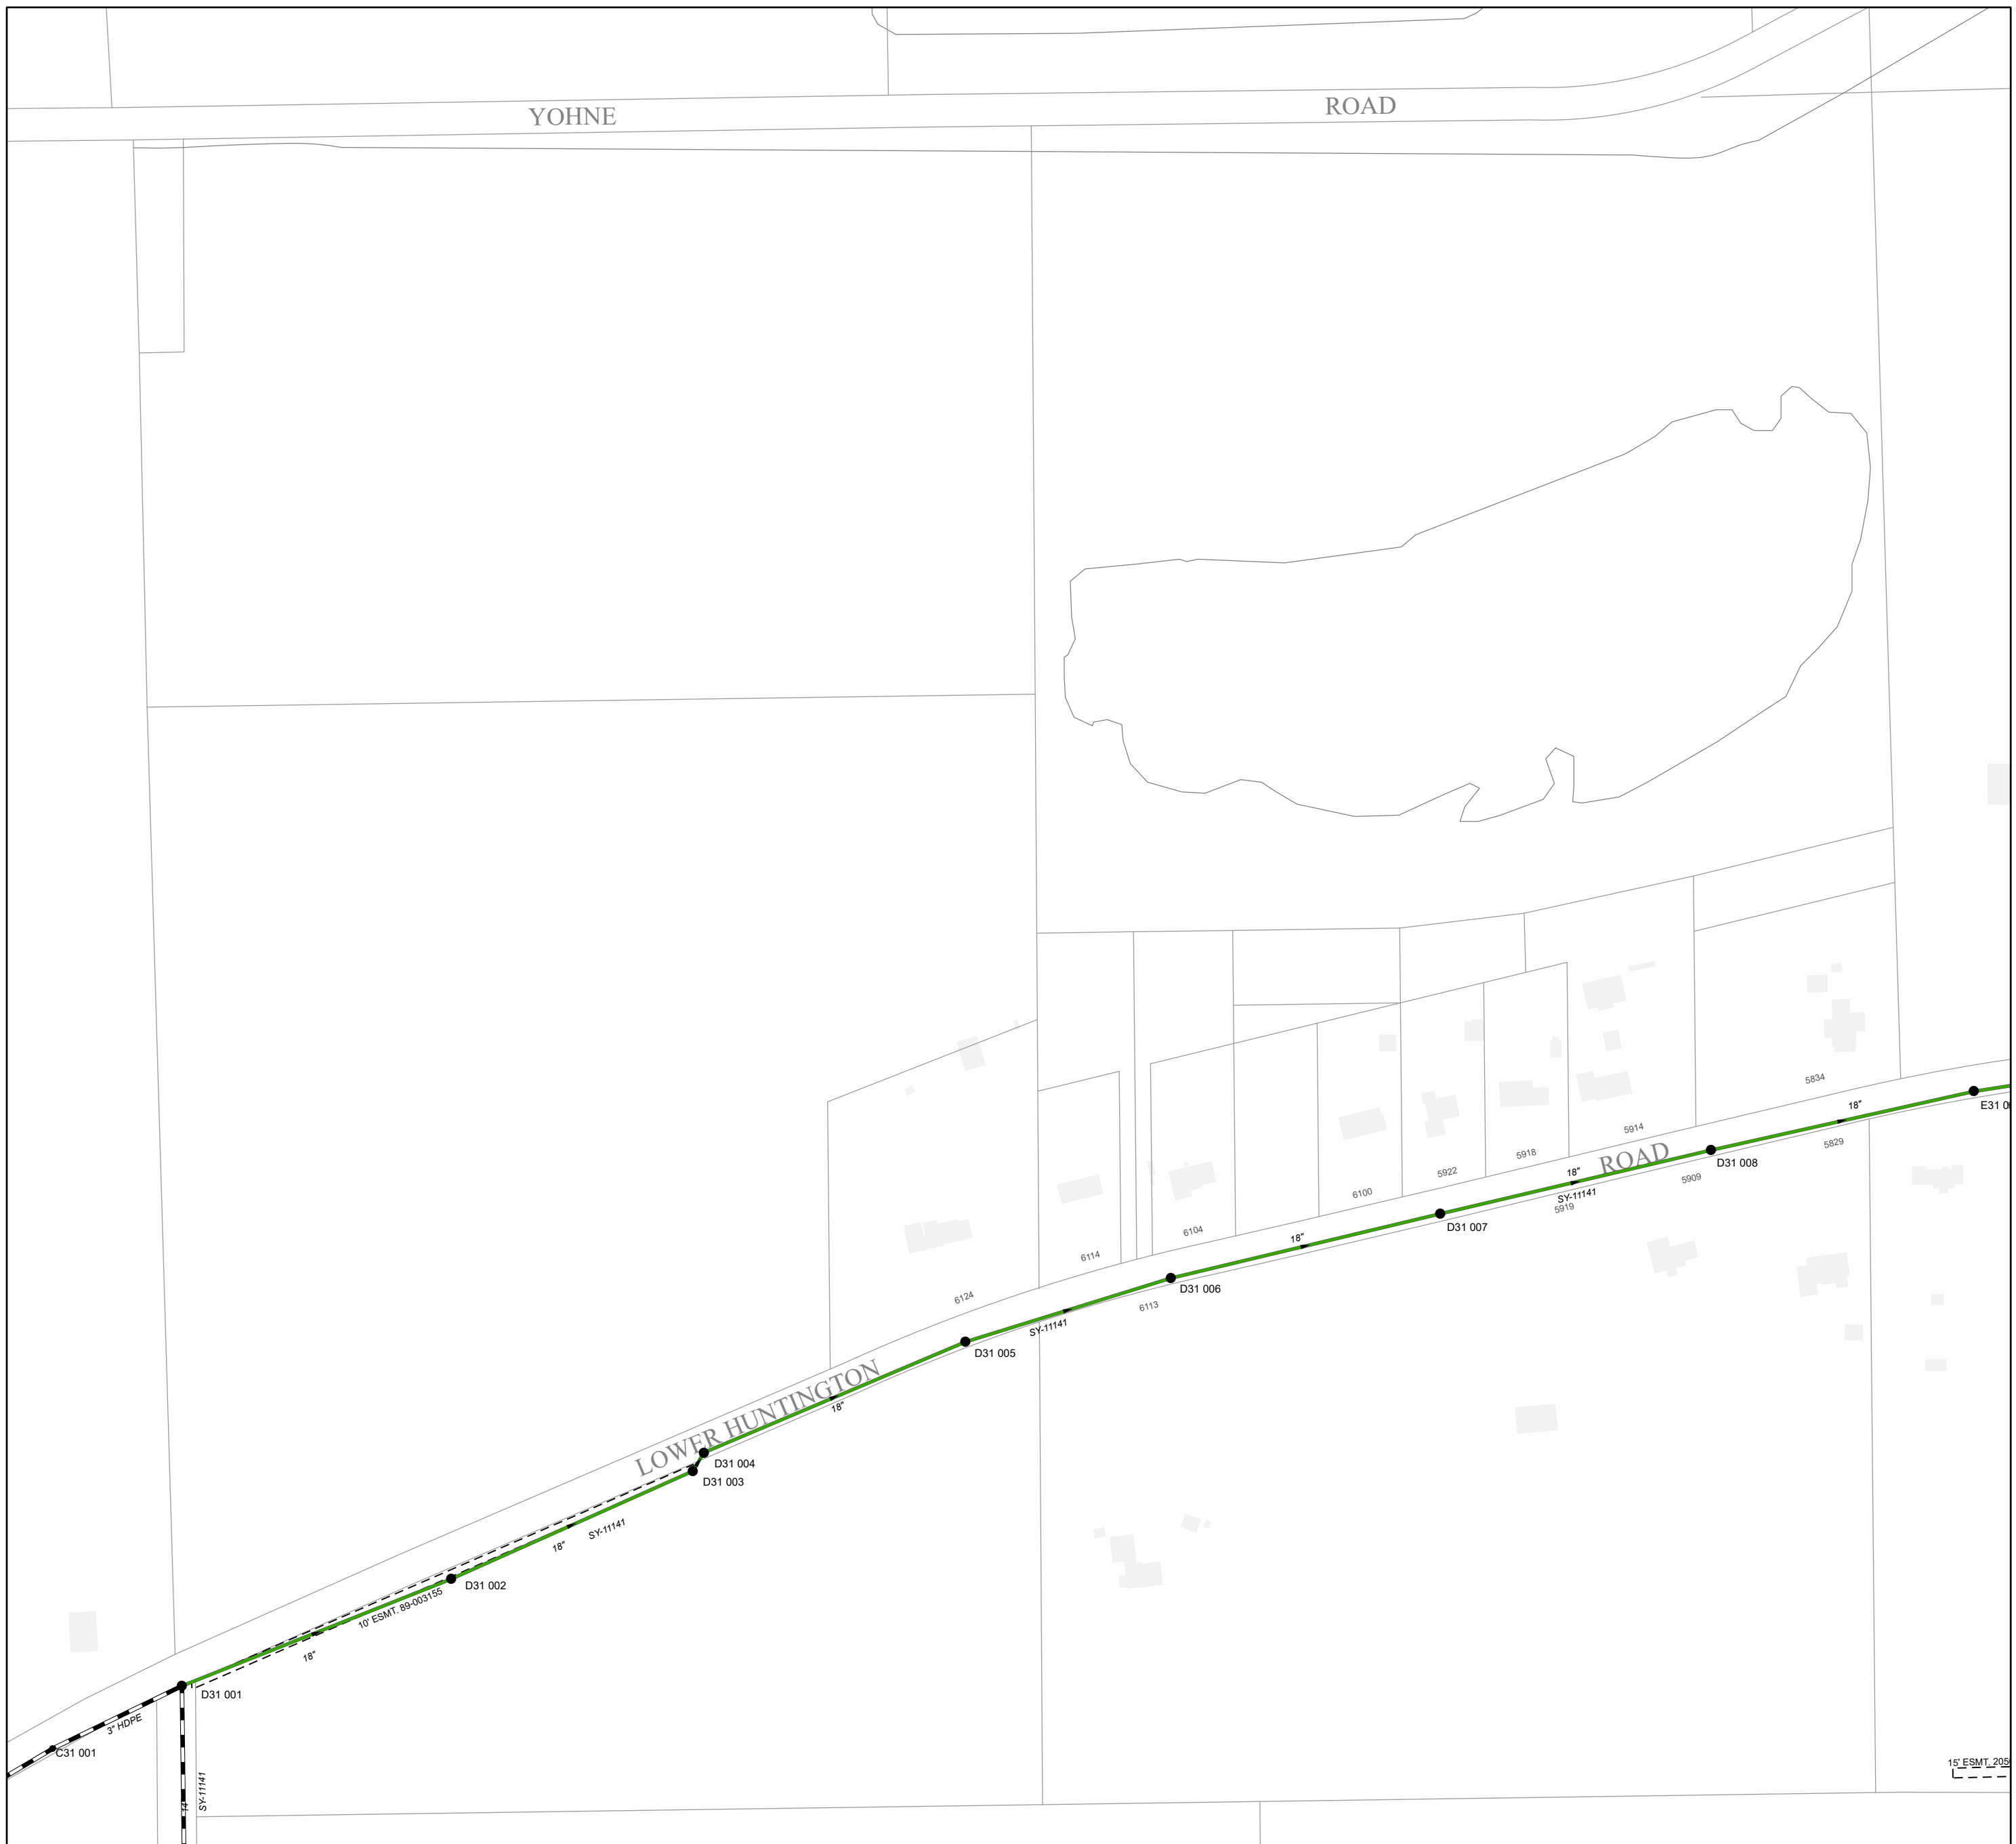 YOHNE ROAD
5834
18"
E31 0
5914
ROAD
5829
D31 008
5918
18"
5909
5922
SY-11141
5919
6100
D31 007
6104
18"
6114
D31 006
6124
6113
SY-11141
D31 005
LOWER HUNTINGTON
18"
D31 004
D31 003
SY-11141
18"
D31 002
10' ESMT. 89-003155
18"
D31 001
3" HDPE
C31 001
15' ESMT. 205
SY-11141